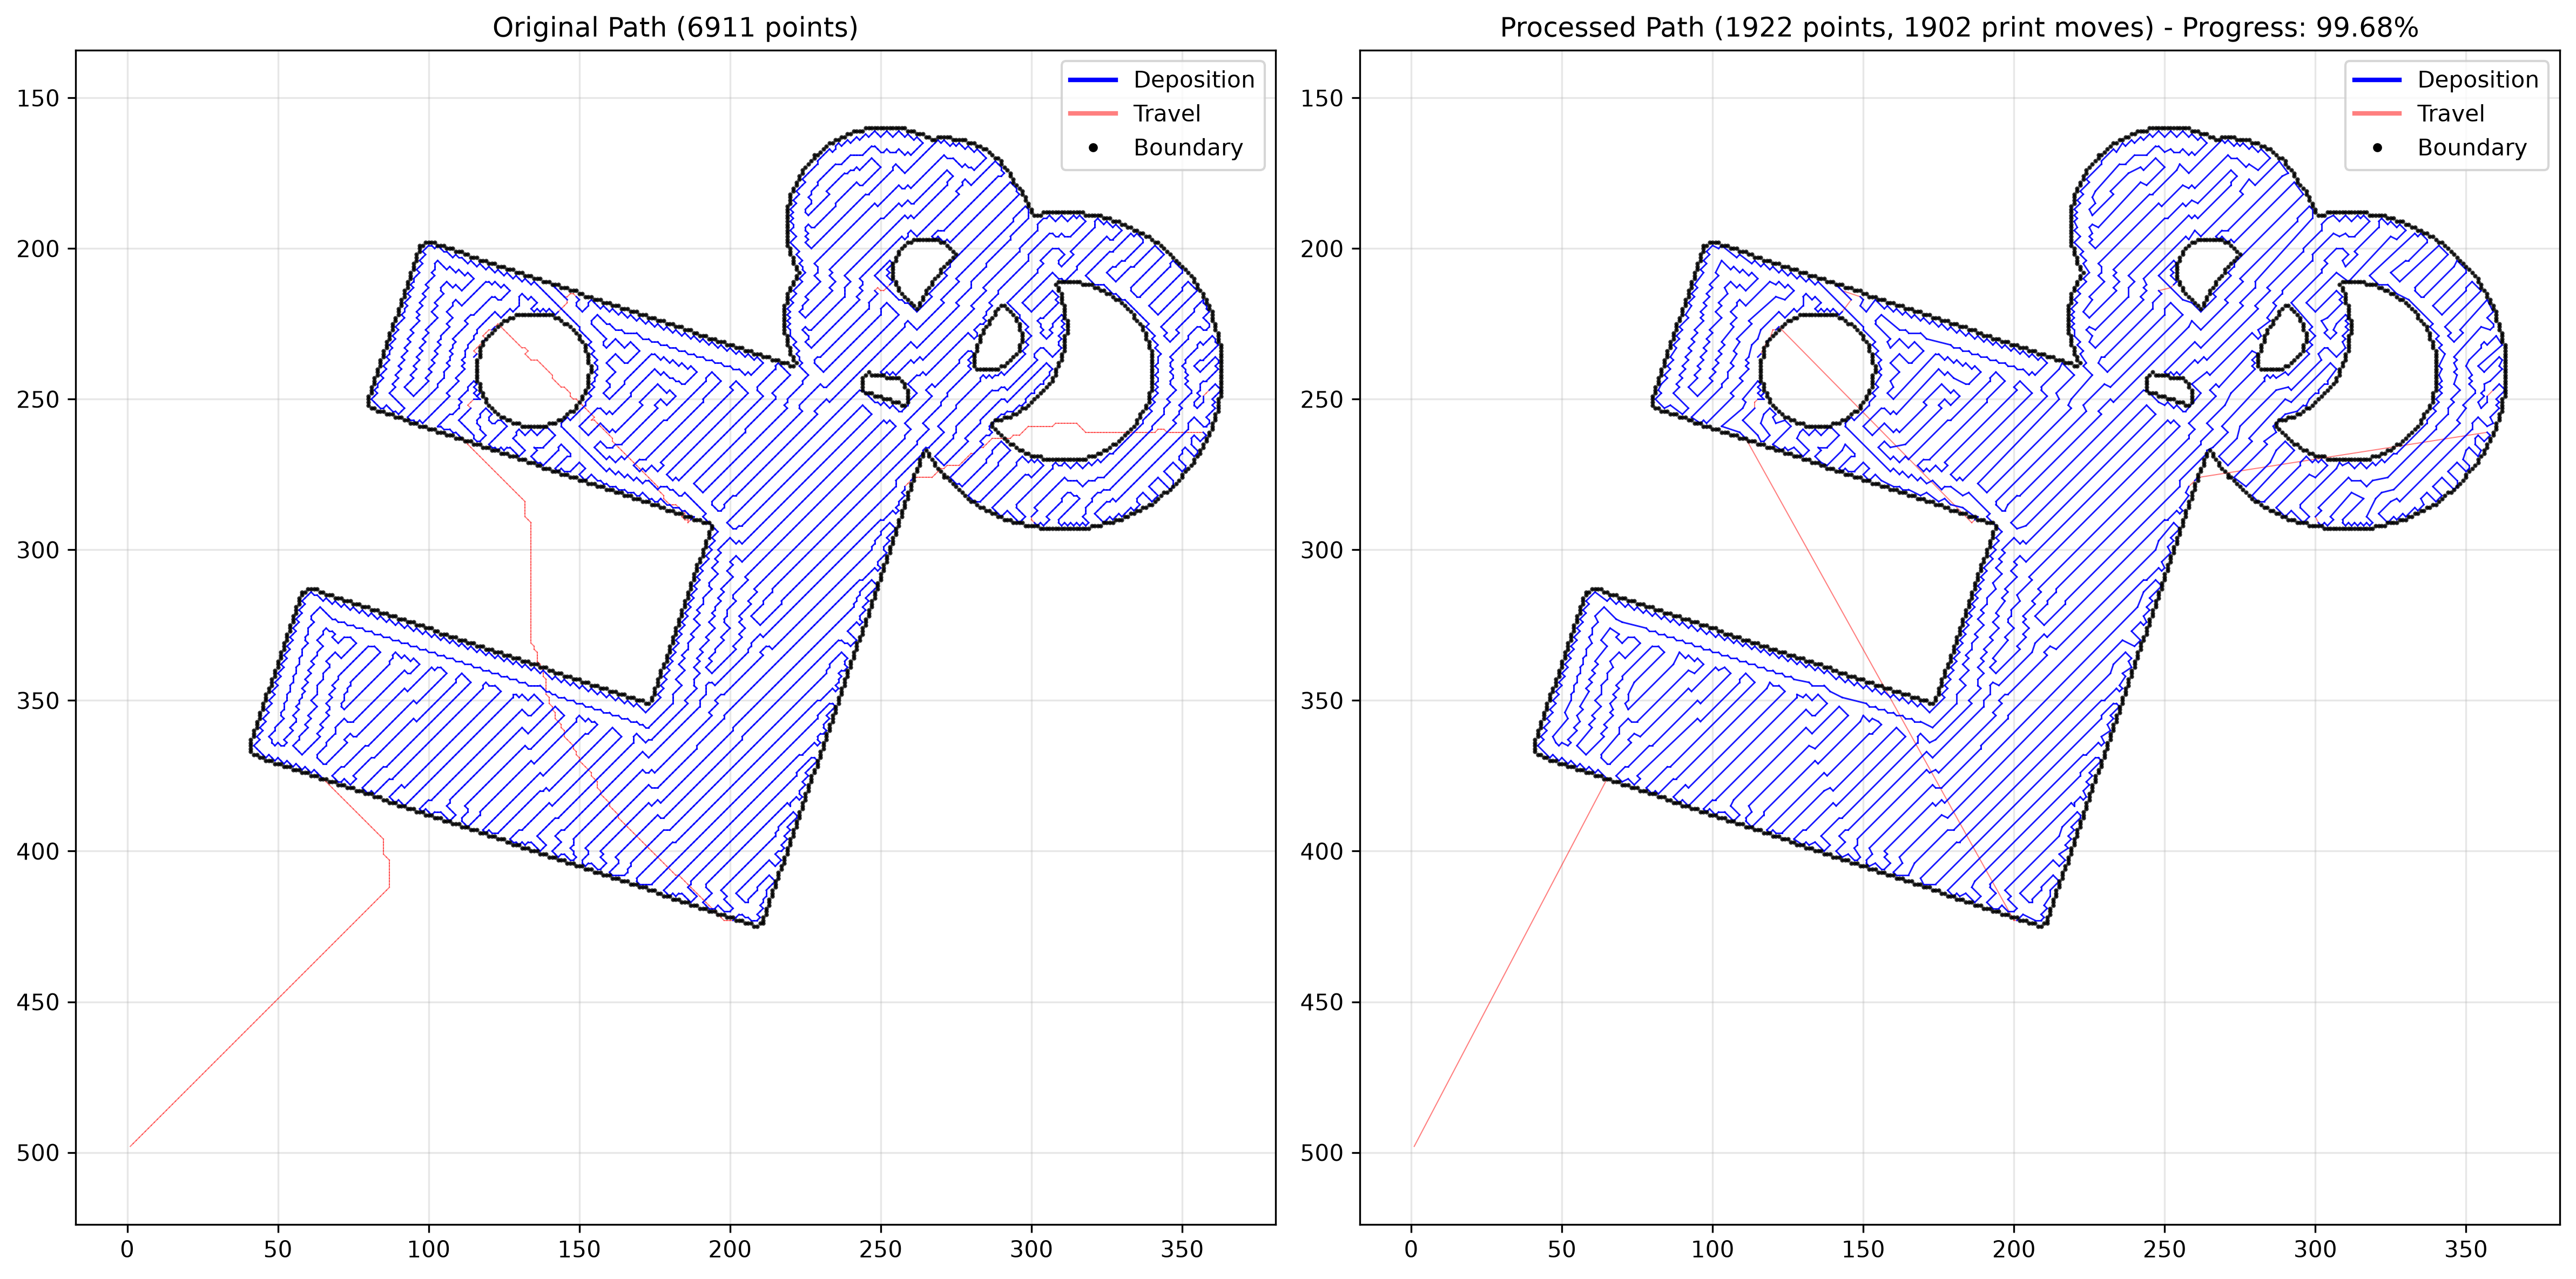 Original Path (6911 points)
Deposition
Travel
Boundary
150
200
250
300
350
400
450
500
0 50 100 150 200 250 300 350
Processed Path (1922 points, 1902 print moves) - Progress: 99.68%
Deposition
Travel
Boundary
150
200
250
300
350
400
450
500
0 50 100 150 200 250 300 350